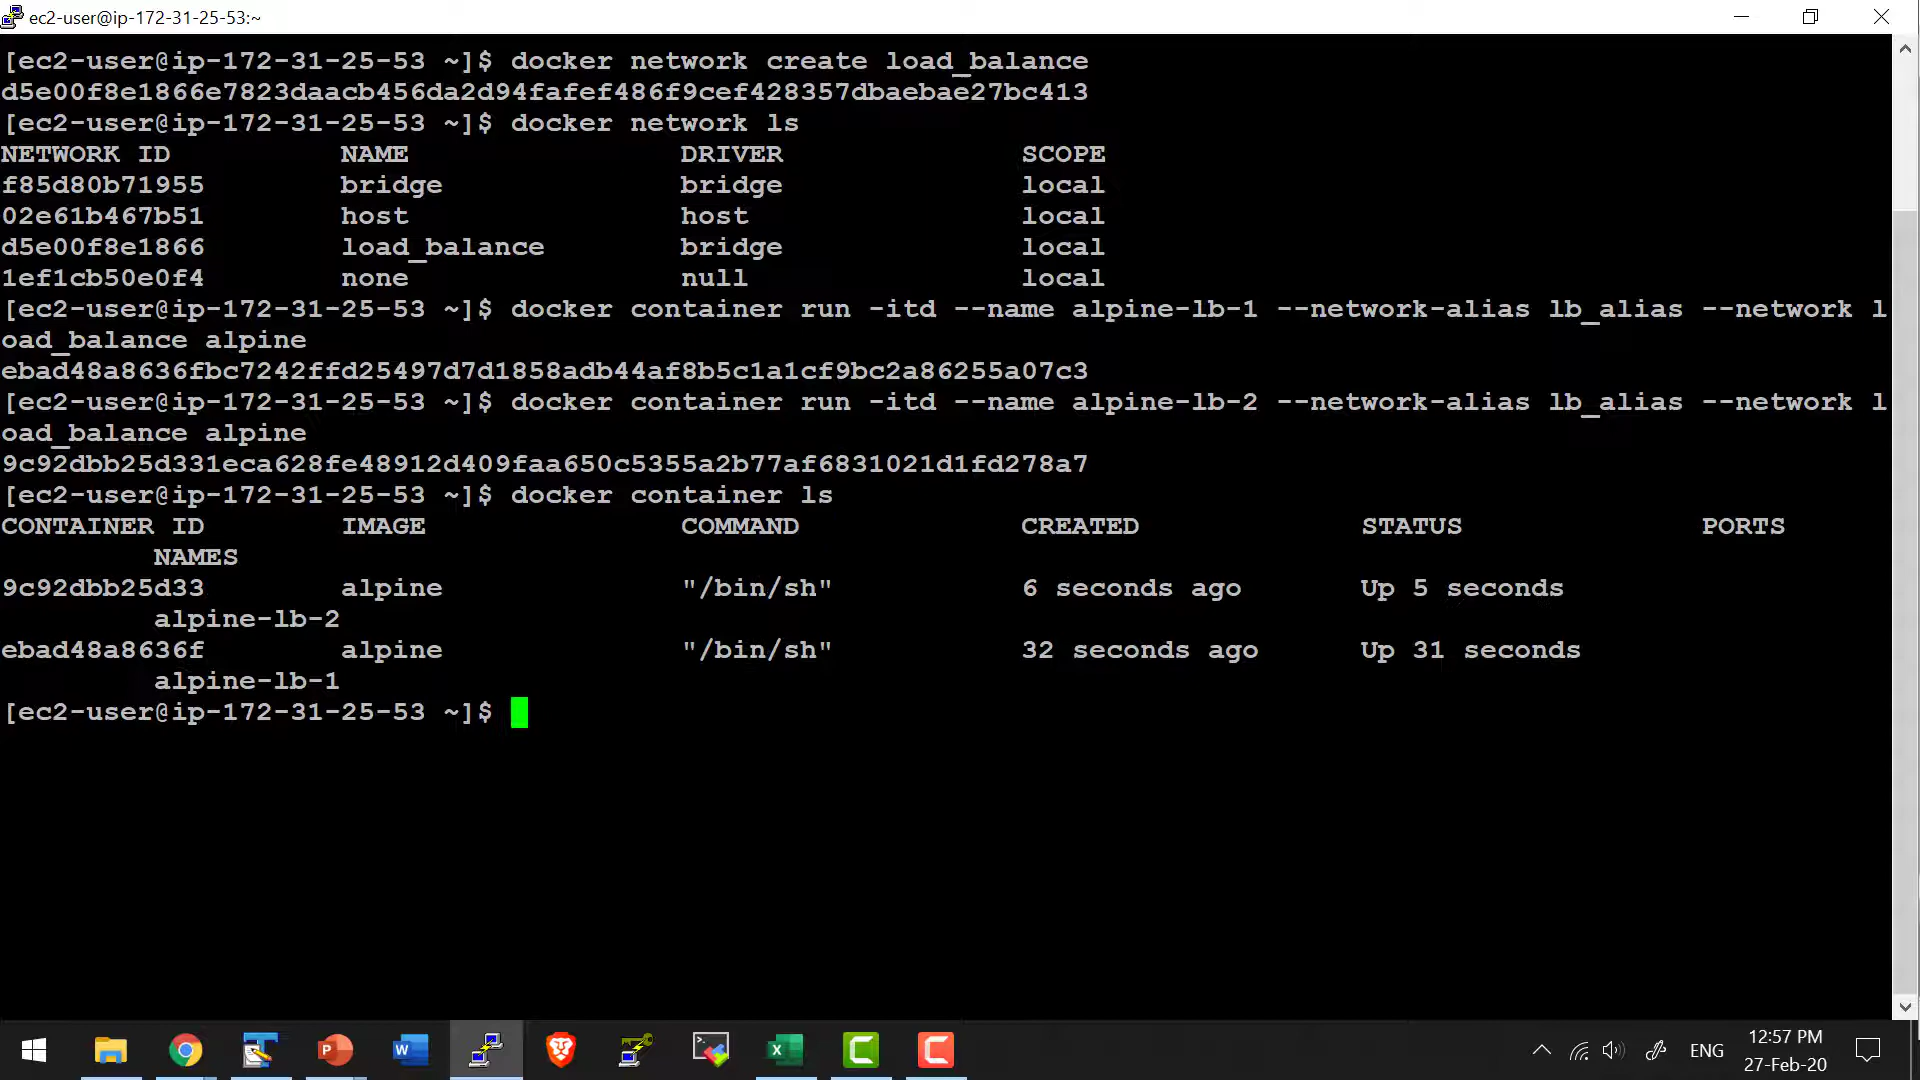 ec2-user@ip-172-31-25-53:~
[ec2-user@ip-172-31-25-53 ~]$ docker network create load_balance
d5e00f8e1866e7823daacb456da2d94fafef486f9cef428357dbaebae27bc413
[ec2-user@ip-172-31-25-53 ~]$ docker network ls
NETWORK ID NAME DRIVER SCOPE
f85d80b71955 bridge bridge local
02e61b467b51 host host local
d5e00f8e1866 load_balance bridge local
1ef1cb50e0f4 none null local
[ec2-user@ip-172-31-25-53 ~]$ docker container run -itd --name alpine-lb-1 --network-alias lb_alias --network l
oad_balance alpine
ebad48a8636fbc7242ffd25497d7d1858adb44af8b5c1a1cf9bc2a86255a07c3
[ec2-user@ip-172-31-25-53 ~]$ docker container run -itd --name alpine-lb-2 --network-alias lb_alias --network l
oad_balance alpine
9c92dbb25d331eca628fe48912d409faa650c5355a2b77af6831021d1fd278a7
[ec2-user@ip-172-31-25-53 ~]$ docker container ls
CONTAINER ID IMAGE COMMAND CREATED STATUS PORTS
NAMES
9c92dbb25d33 alpine "/bin/sh" 6 seconds ago Up 5 seconds
alpine-lb-2
ebad48a8636f alpine "/bin/sh" 32 seconds ago Up 31 seconds
alpine-lb-1
[ec2-user@ip-172-31-25-53 ~]$
ENG
12:57 PM
27-Feb-20